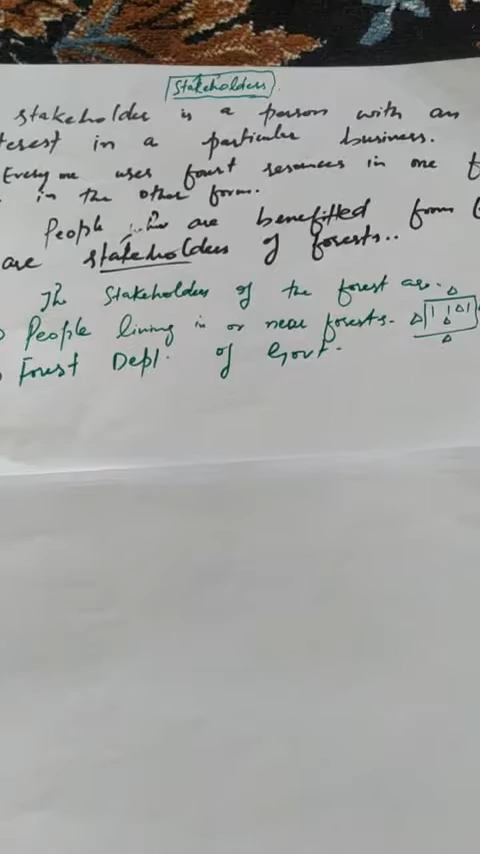 Stakeholders
Stakeholder is a person with an
terest in a particular business.
Everyone uses forest resources in one
in the other form.
People who are benefitted from
are stakeholders of forests..
The Stakeholders of the forest are.
People living in or near forests.
Forest Dept. of Govt.